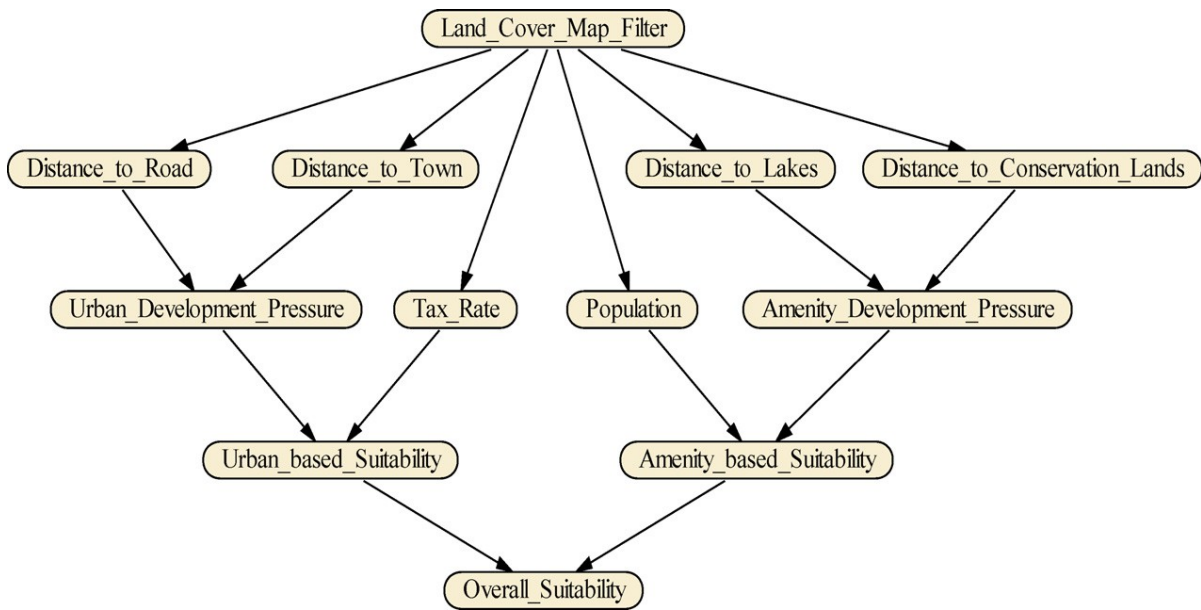 Land_Cover_Map_Filter
Distance_to_Road
Distance_to_Town
Distance_to_Lakes
Distance_to_Conservation_Lands
Urban_Development_Pressure
Tax_Rate
Population
Amenity_Development_Pressure
Urban_based_Suitability
Amenity_based_Suitability
Overall_Suitability